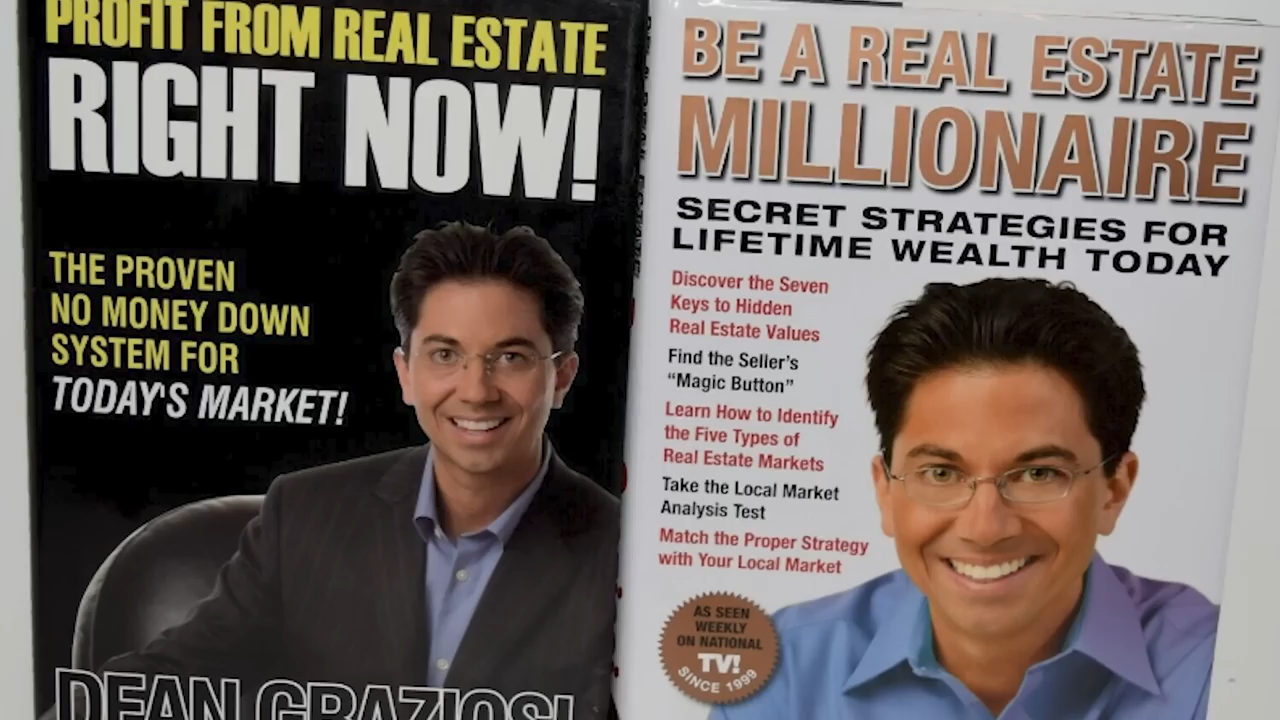 PROFIT FROM REAL ESTATE
RIGHT NOW!
THE PROVEN
NO MONEY DOWN
SYSTEM FOR
TODAY'S MARKET!
DEAN GRAZIOSI
BE A REAL ESTATE
MILLIONAIRE
SECRET STRATEGIES FOR
LIFETIME WEALTH TODAY
Discover the Seven
Keys to Hidden
Real Estate Values
Find the Seller's
“Magic Button”
Learn How to Identify
the Five Types of
Real Estate Markets
Take the Local Market
Analysis Test
Match the Proper Strategy
with Your Local Market
AS SEEN
WEEKLY
ON NATIONAL
TV!
SINCE 1999